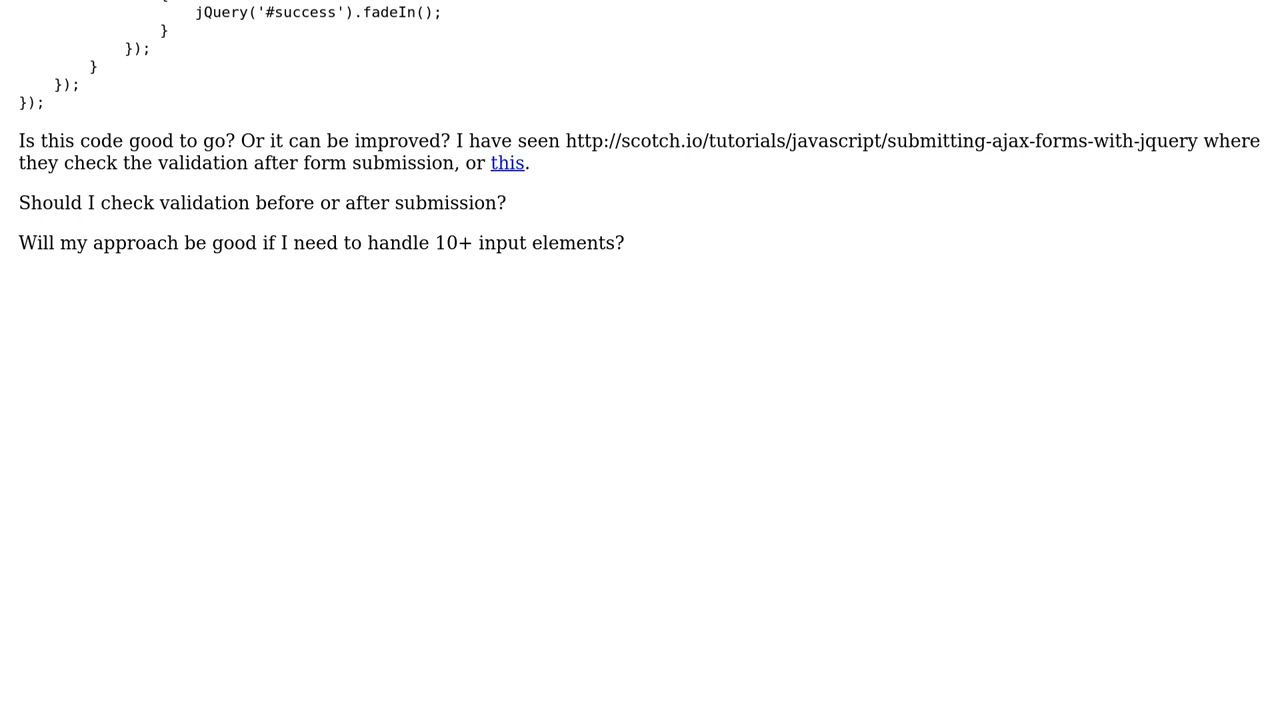 {
jQuery('#success').fadeIn();
}
});
}
});
});
Is this code good to go? Or it can be improved? I have seen http://scotch.io/tutorials/javascript/submitting-ajax-forms-with-jquery where
they check the validation after form submission, or this.
Should I check validation before or after submission?
Will my approach be good if I need to handle 10+ input elements?